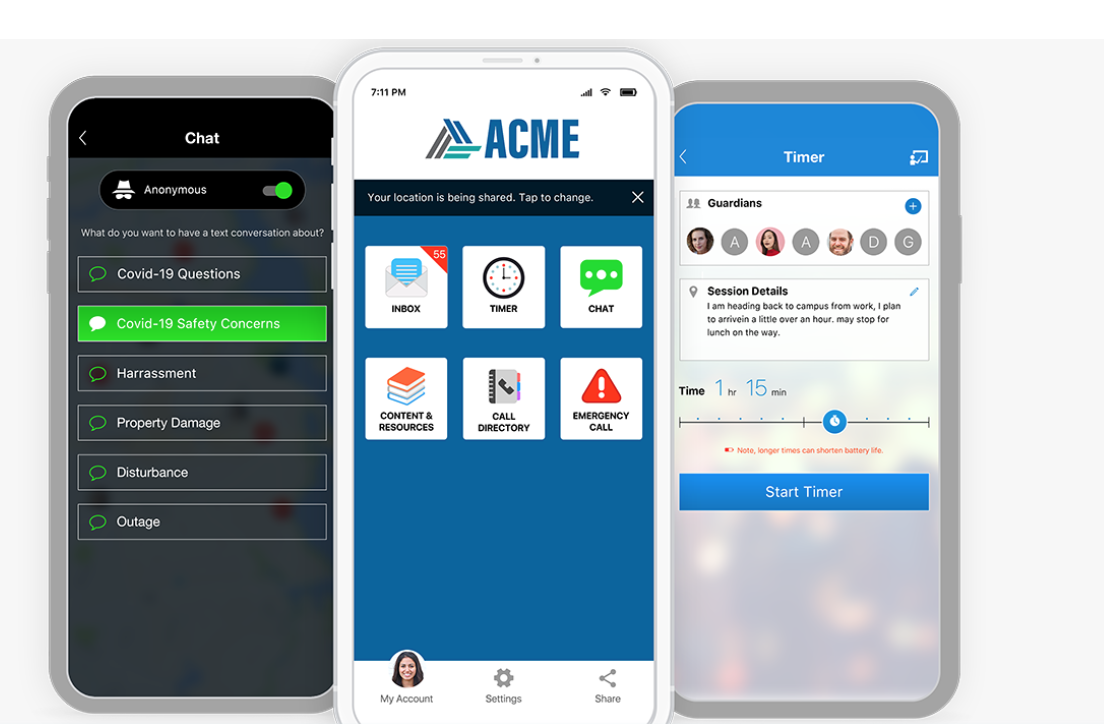 Chat
Anonymous
What do you want to have a text conversation about?
Covid-19 Questions
Covid-19 Safety Concerns
Harrassment
Property Damage
Disturbance
Outage
7:11 PM
ACME
Your location is being shared. Tap to change.
55
INBOX
TIMER
CHAT
CONTENT &
RESOURCES
CALL
DIRECTORY
EMERGENCY
CALL
My Account
Settings
Share
Timer
Guardians
A
A
D
G
Session Details
I am heading back to campus from work, I plan
to arrivein a little over an hour. may stop for
lunch on the way.
Time 1 hr 15 min
Note, longer times can shorten battery life.
Start Timer